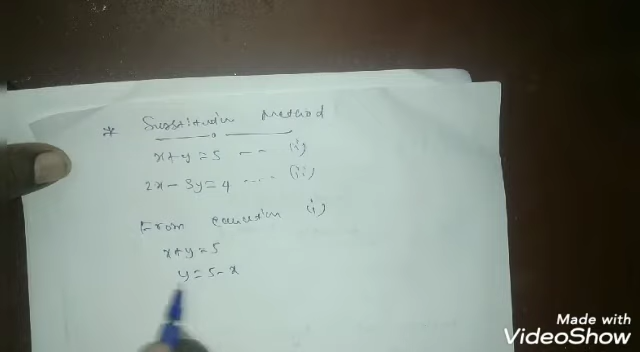 * Substitution Method
x+y=5 --- (i)
2x-3y=4 ---- (ii)
From equation (i)
x+y=5
y=5-x
Made with
VideoShow